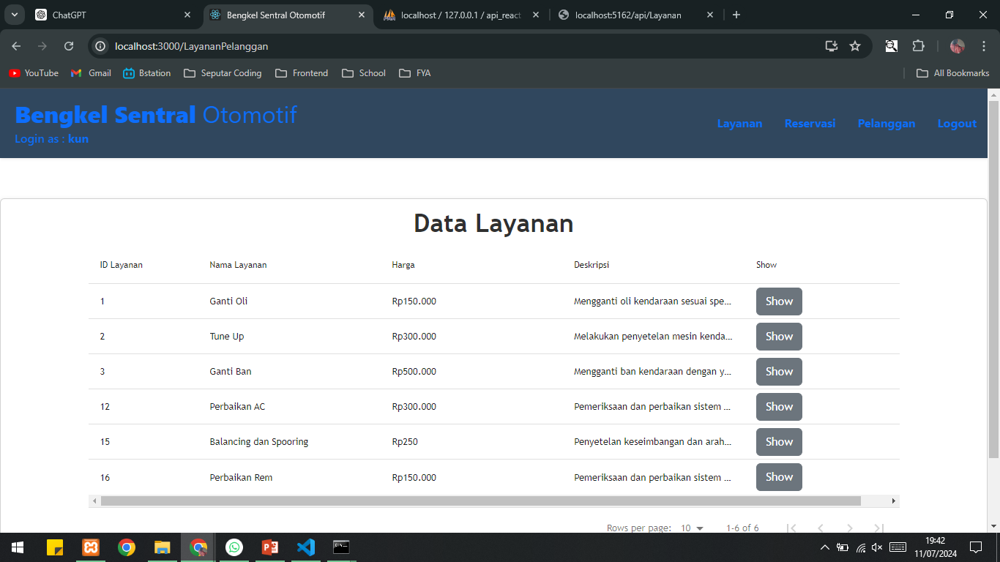 ChatGPT
Bengkel Sentral Otomotif
localhost / 127.0.0.1 / api_react
localhost:5162/api/Layanan
localhost:3000/LayananPelanggan
YouTube
Gmail
Bstation
Seputar Coding
Frontend
School
FYA
All Bookmarks
Bengkel Sentral Otomotif
Login as : kun
Layanan Reservasi Pelanggan Logout
Data Layanan
ID Layanan Nama Layanan Harga Deskripsi Show
1 Ganti Oli Rp150.000 Mengganti oli kendaraan sesuai spe... Show
2 Tune Up Rp300.000 Melakukan penyetelan mesin kenda... Show
3 Ganti Ban Rp500.000 Mengganti ban kendaraan dengan y... Show
12 Perbaikan AC Rp300.000 Pemeriksaan dan perbaikan sistem ... Show
15 Balancing dan Spooring Rp250 Penyetelan keseimbangan dan arah... Show
16 Perbaikan Rem Rp150.000 Pemeriksaan dan perbaikan sistem ... Show
Rows per page: 10 1-6 of 6
19:42
11/07/2024